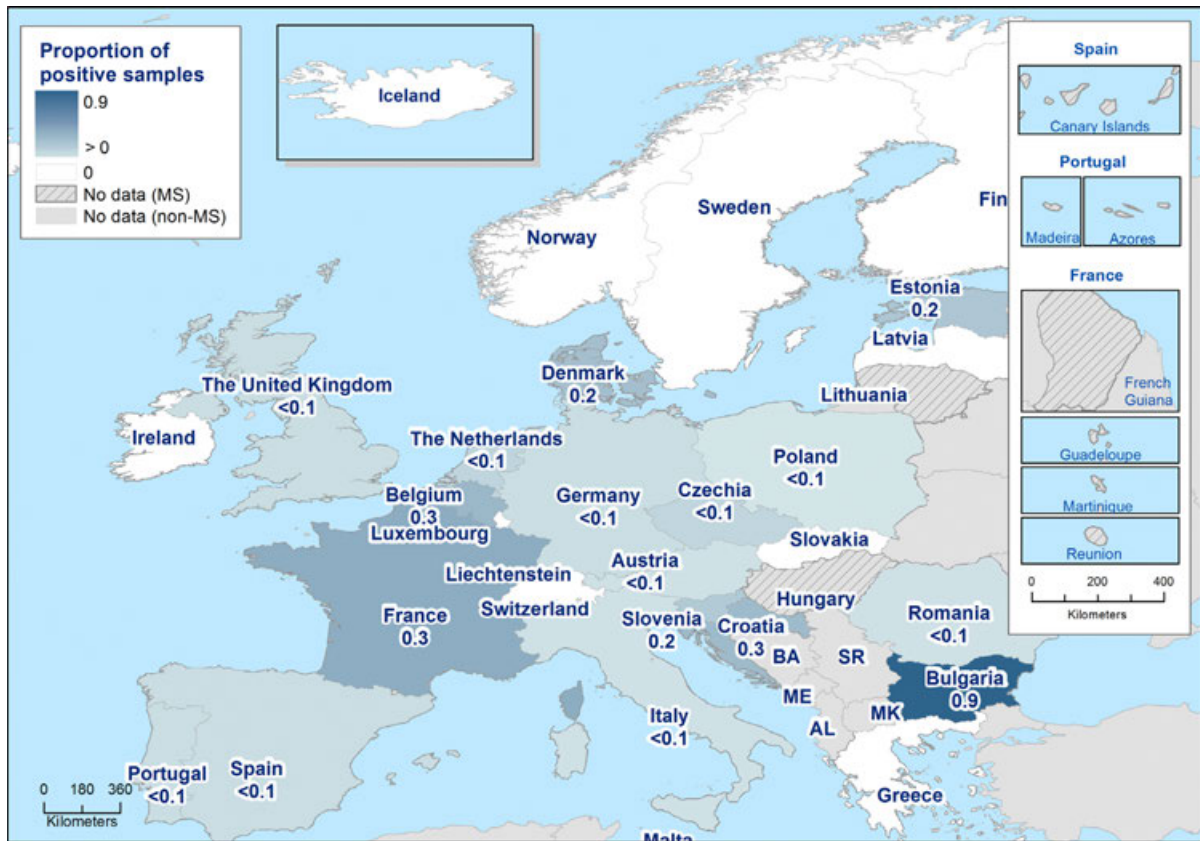 Proportion of
positive samples
0.9
> 0
0
No data (MS)
No data (non-MS)
Iceland
Norway
Sweden
Fin
Estonia
0.2
Latvia
Lithuania
Denmark
0.2
The United Kingdom
<0.1
Ireland
The Netherlands
<0.1
Belgium
0.3
Luxembourg
Germany
<0.1
Poland
<0.1
Czechia
<0.1
Slovakia
Austria
<0.1
Liechtenstein
Switzerland
France
0.3
Hungary
Slovenia
0.2
Croatia
0.3
Romania
<0.1
BA
SR
Bulgaria
0.9
ME
MK
AL
Italy
<0.1
Portugal
<0.1
Spain
<0.1
Greece
Malta
0 180 360
Kilometers
Spain
Canary Islands
Portugal
Madeira
Azores
France
French
Guiana
Guadeloupe
Martinique
Reunion
0 200 400
Kilometers